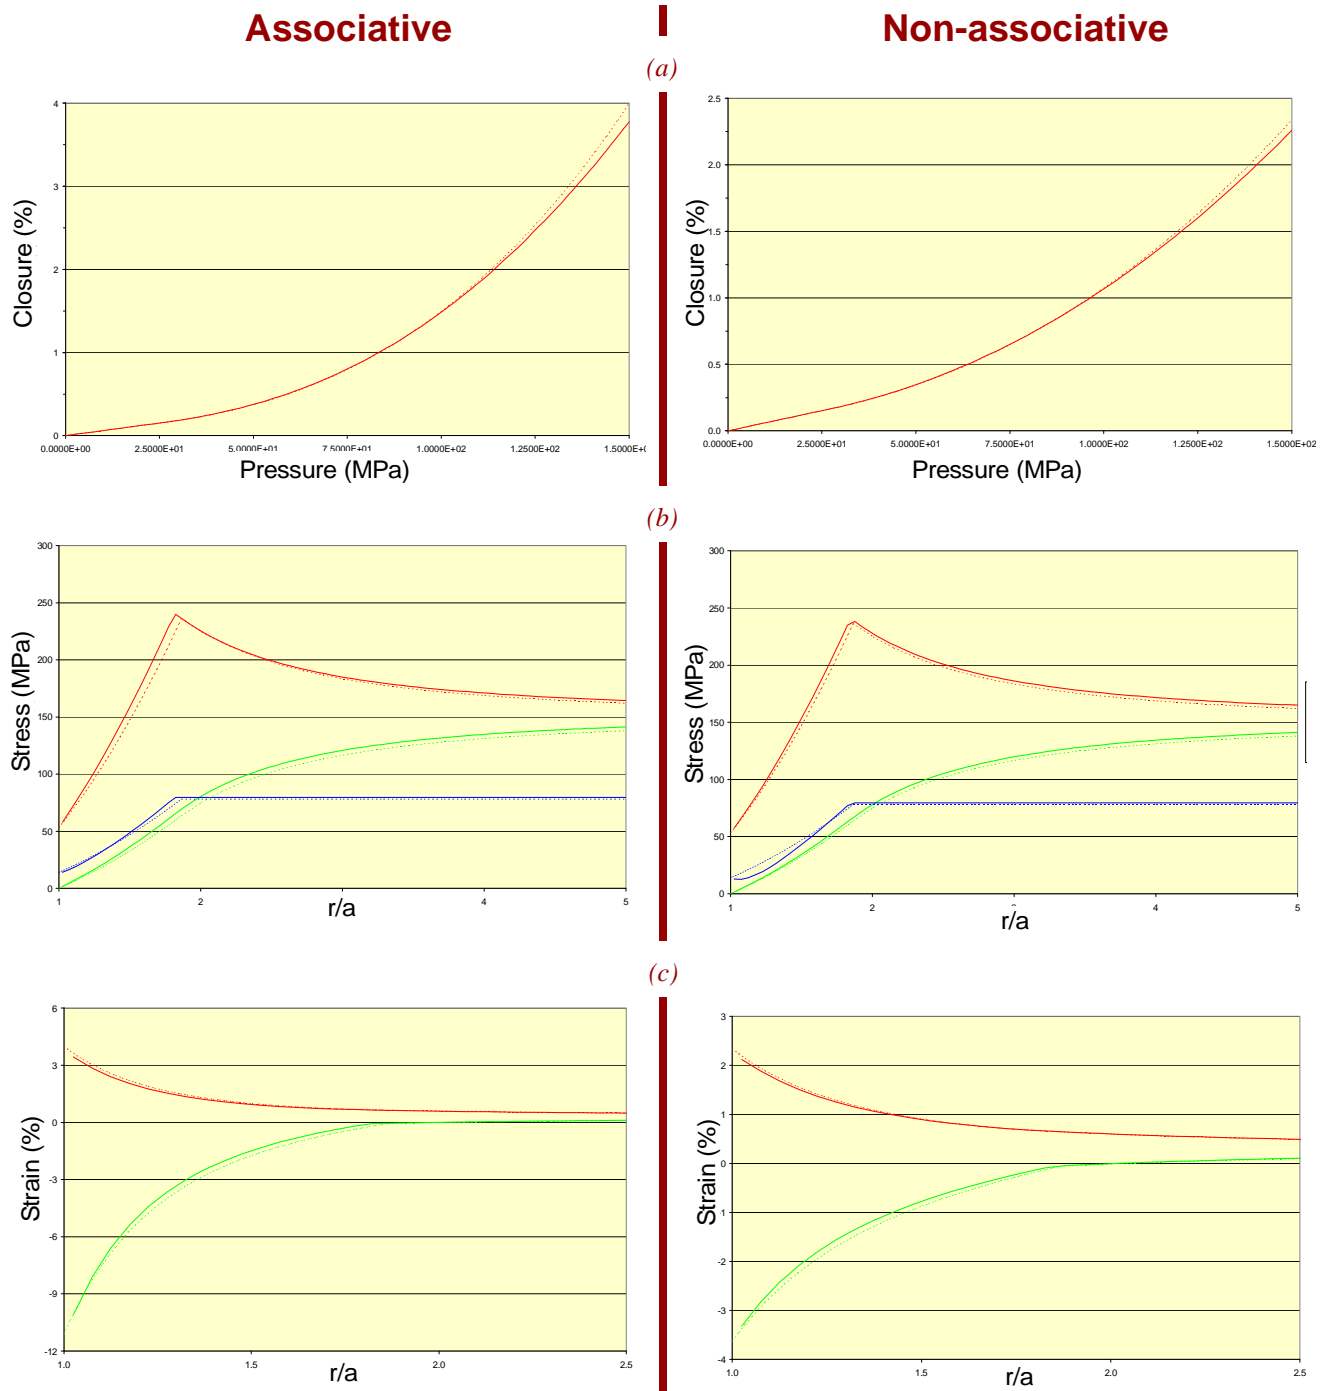 Associative
Non-associative
(a)
4
3
2
1
0
Closure (%)
0.0000E+00 2.5000E+01 5.0000E+01 7.5000E+01 1.0000E+02 1.2500E+02
Pressure (MPa)
2.5
2.0
1.5
1.0
0.5
0.0
Closure (%)
0.0000E+00 2.5000E+01 5.0000E+01 7.5000E+01 1.0000E+02 1.2500E+02 1.5000E+02
Pressure (MPa)
(b)
300
250
200
150
100
50
0
Stress (MPa)
1 2 4 5
r/a
300
250
200
150
100
50
0
Stress (MPa)
1 2 4 5
r/a
(c)
6
3
0
-3
-6
-9
-12
Strain (%)
1.0 1.5 2.0 2.5
r/a
3
2
1
0
-1
-2
-3
-4
Strain (%)
1.0 1.5 2.0 2.5
r/a